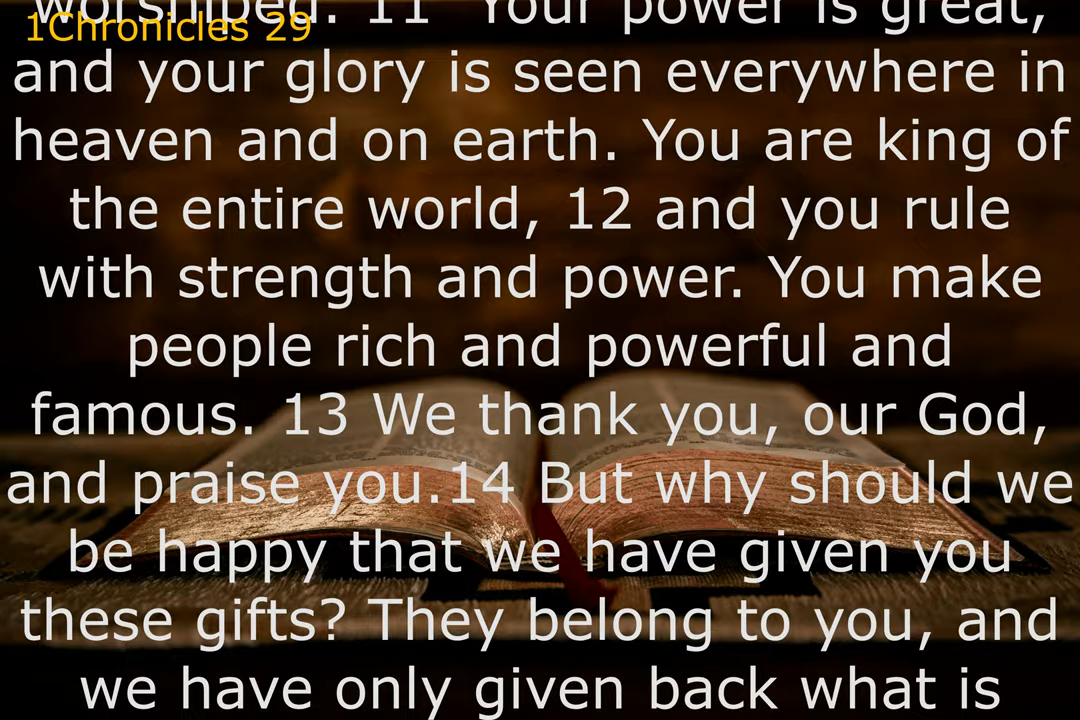 worshiped. 11 Your power is great,
1Chronicles 29
and your glory is seen everywhere in
heaven and on earth. You are king of
the entire world, 12 and you rule
with strength and power. You make
people rich and powerful and
famous. 13 We thank you, our God,
and praise you.14 But why should we
be happy that we have given you
these gifts? They belong to you, and
we have only given back what is